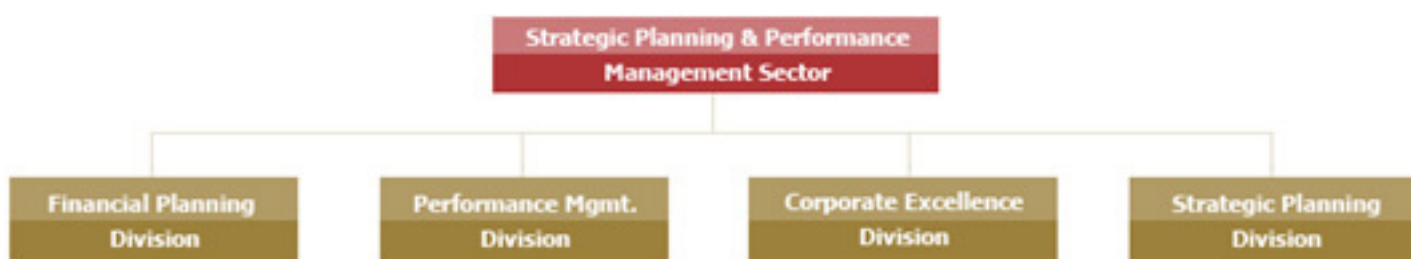 Strategic Planning & Performance
Management Sector
Financial Planning
Division
Performance Mgmt.
Division
Corporate Excellence
Division
Strategic Planning
Division